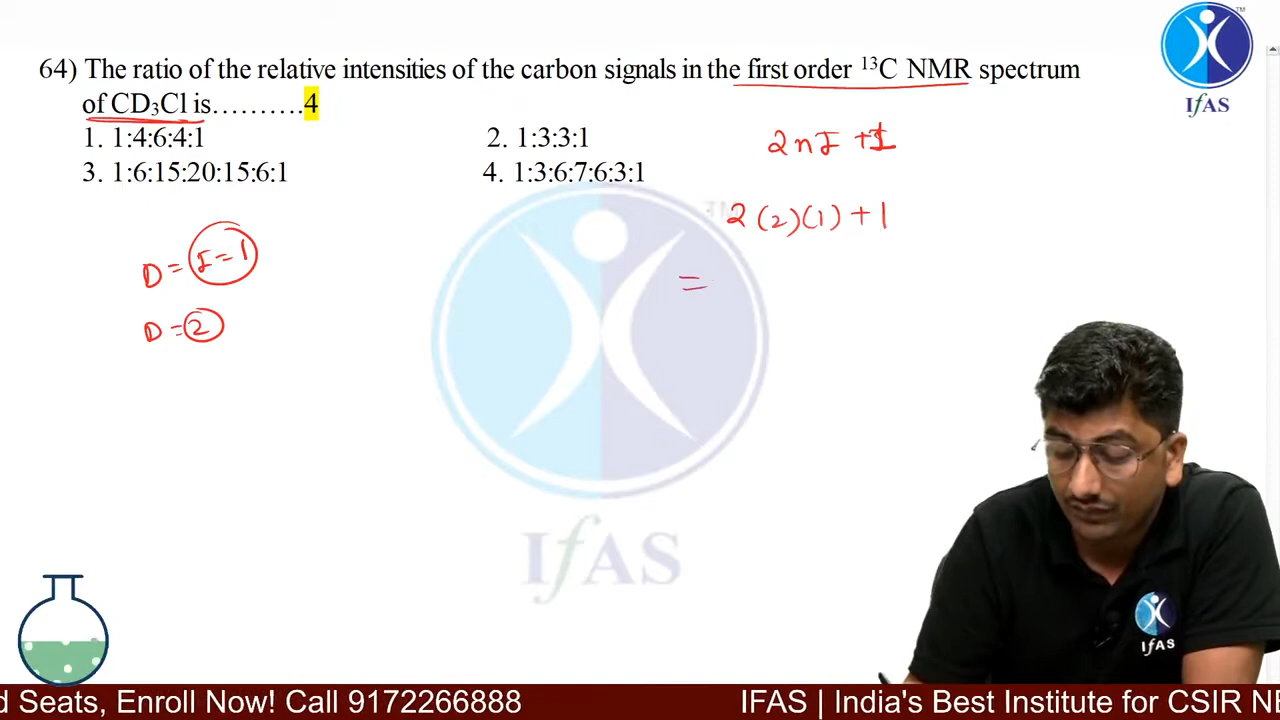 TM
IfAS
64) The ratio of the relative intensities of the carbon signals in the first order ¹³C NMR spectrum
of CD₃Cl is..........4
1. 1:4:6:4:1
2. 1:3:3:1
3. 1:6:15:20:15:6:1
4. 1:3:6:7:6:3:1
2nI + 1
2 (2)(1) + 1
=
D = I = 1
D = 2
TM
IfAS
IfAS
d Seats, Enroll Now! Call 9172266888 IFAS | India's Best Institute for CSIR NE